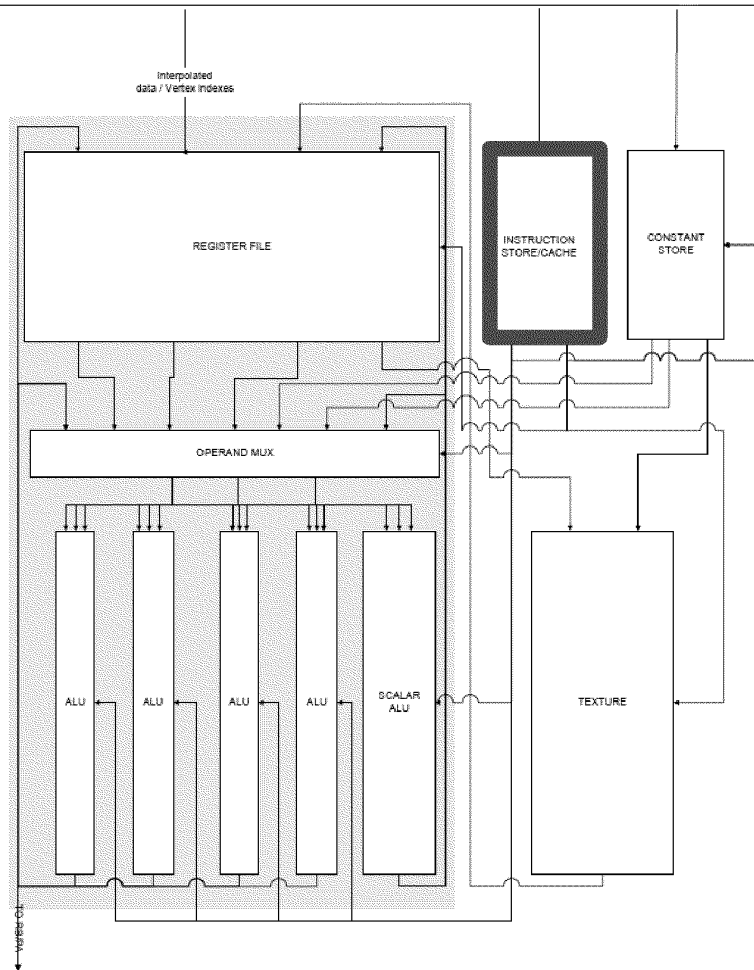 Interpolated
data / Vertex Indexes
REGISTER FILE
INSTRUCTION
STORE/CACHE
CONSTANT
STORE
OPERAND MUX
ALU
ALU
ALU
ALU
SCALAR
ALU
TEXTURE
TO RB/PA